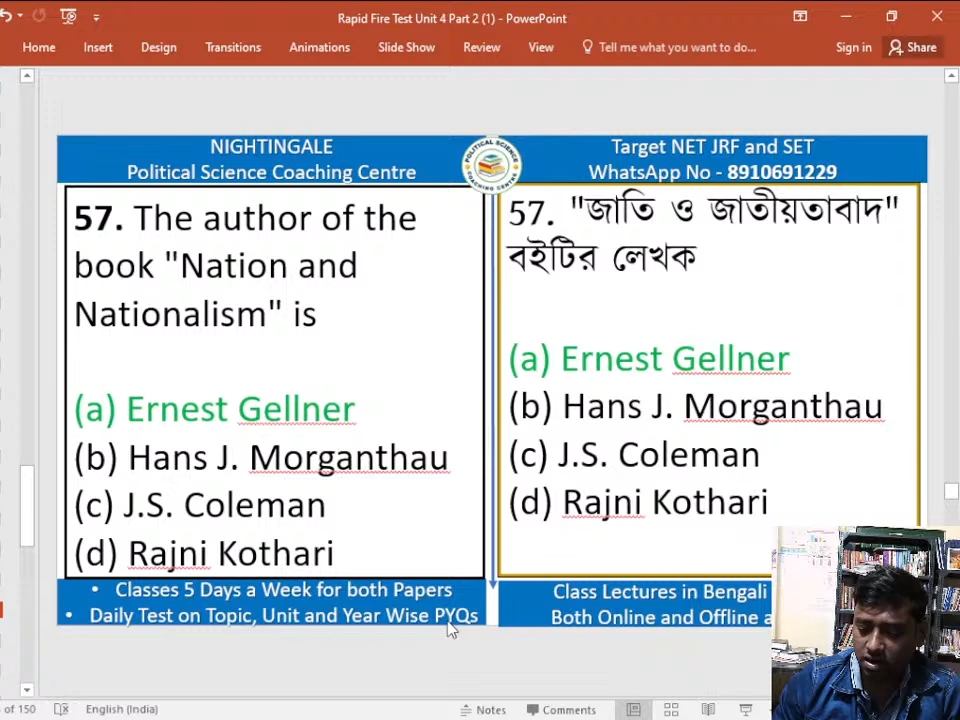 Rapid Fire Test Unit 4 Part 2 (1) - PowerPoint
Home Insert Design Transitions Animations Slide Show Review View Tell me what you want to do... Sign in Share
NIGHTINGALE
Political Science Coaching Centre
POLITICAL SCIENCE
COACHING CENTRE
Target NET JRF and SET
WhatsApp No - 8910691229
57. The author of the
book "Nation and
Nationalism" is
(a) Ernest Gellner
(b) Hans J. Morganthau
(c) J.S. Coleman
(d) Rajni Kothari
57. "জাতি ও জাতীয়তাবাদ"
বইটির লেখক
(a) Ernest Gellner
(b) Hans J. Morganthau
(c) J.S. Coleman
(d) Rajni Kothari
• Classes 5 Days a Week for both Papers
• Daily Test on Topic, Unit and Year Wise PYQs
Class Lectures in Bengali
Both Online and Offline a
of 150 English (India) Notes Comments